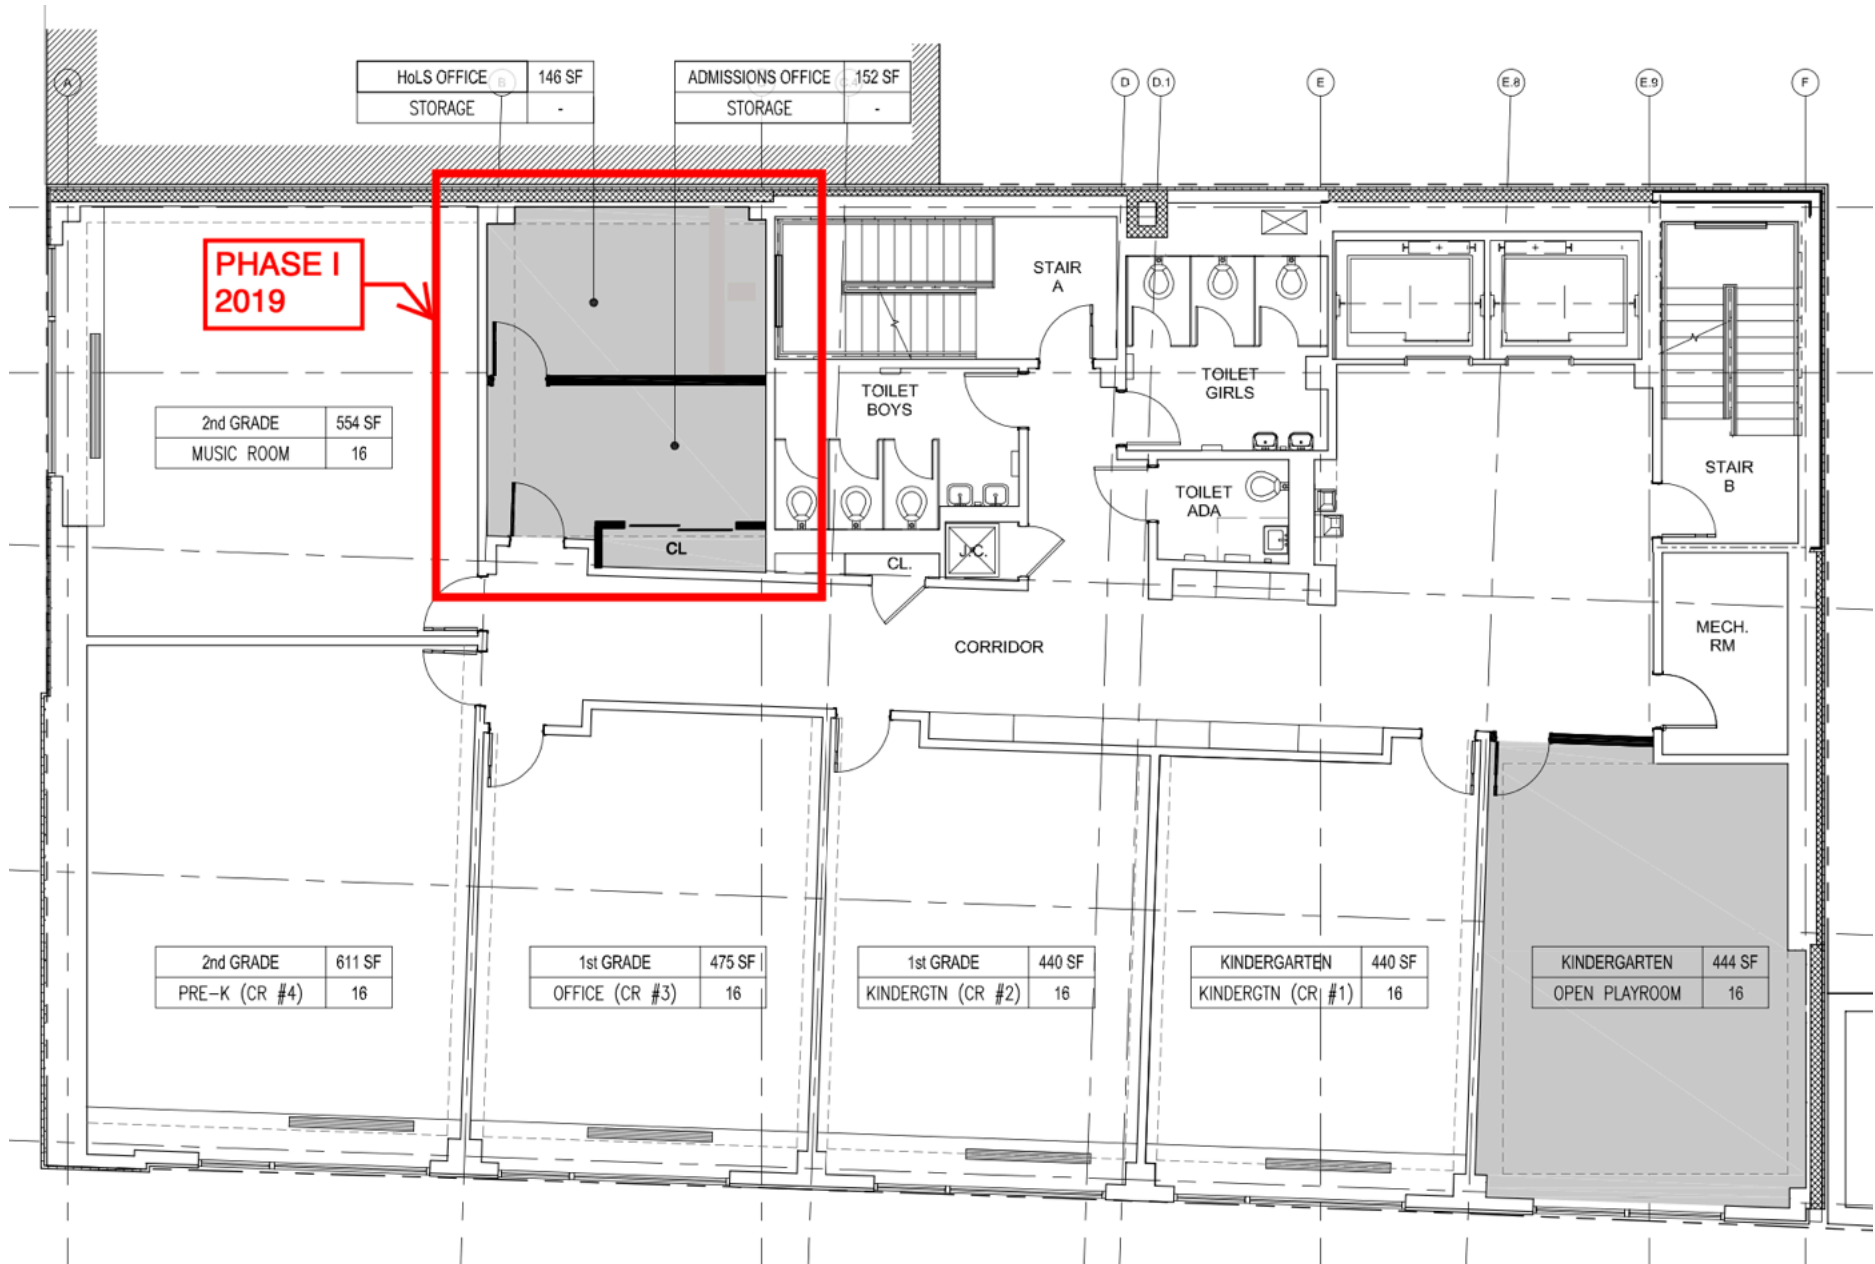 HoLS OFFICE 146 SF
STORAGE -
ADMISSIONS OFFICE 152 SF
STORAGE -
A
B
C.4
D
D.1
E
E.8
E.9
F
PHASE I
2019
STAIR
A
TOILET
GIRLS
TOILET
BOYS
2nd GRADE 554 SF
MUSIC ROOM 16
STAIR
B
TOILET
ADA
CL
CL.
J.C.
CORRIDOR
MECH.
RM
2nd GRADE 611 SF
PRE-K (CR #4) 16
1st GRADE 475 SF
OFFICE (CR #3) 16
1st GRADE 440 SF
KINDERGTN (CR #2) 16
KINDERGARTEN 440 SF
KINDERGTN (CR #1) 16
KINDERGARTEN 444 SF
OPEN PLAYROOM 16